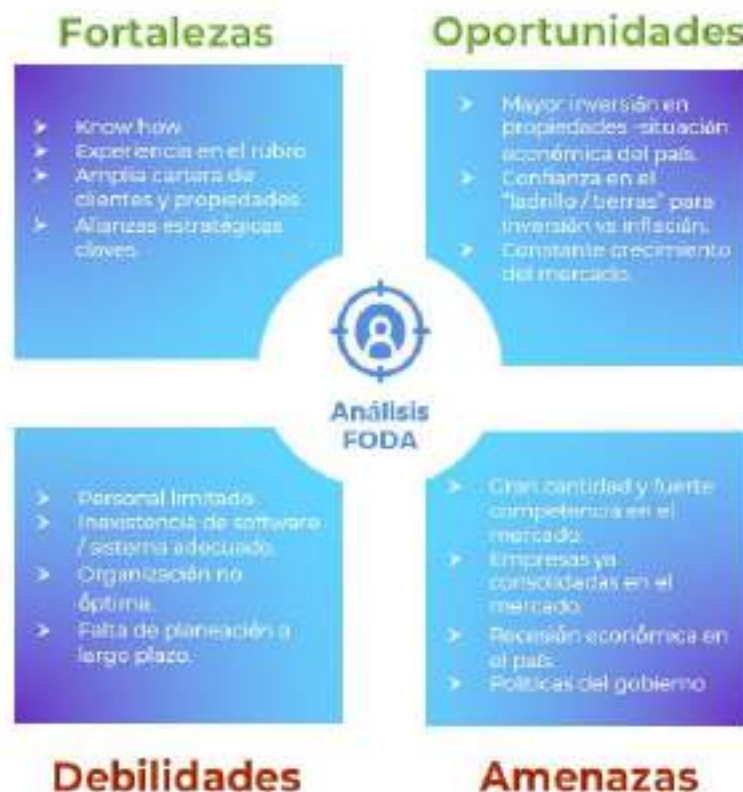 Fortalezas
➤ Know how.
➤ Experiencia en el rubro
➤ Amplia cartera de
clientes y propiedades.
➤ Alianzas estratégicas
claves.
Oportunidades
➤ Mayor inversión en
propiedades -situación
económica del país.
➤ Confianza en el
"ladrillo / tierras" para
inversión vs inflación.
➤ Constante crecimiento
del mercado.
Análisis
FODA
➤ Personal limitado.
➤ Inexistencia de software
/ sistema adecuado.
➤ Organización no
óptima.
➤ Falta de planeación a
largo plazo.
Debilidades
➤ Gran cantidad y fuerte
competencia en el
mercado.
➤ Empresas ya
consolidadas en el
mercado.
➤ Recesión económica en
el país.
➤ Políticas del gobierno
Amenazas